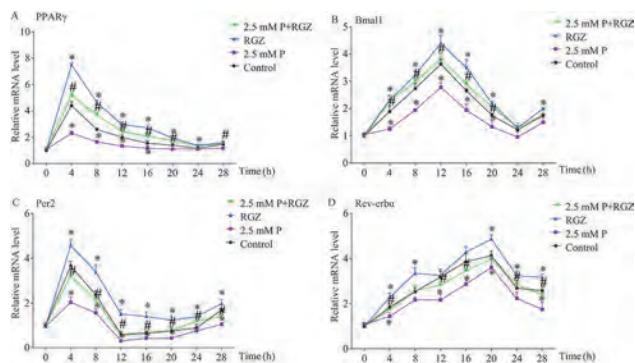 A PPARγ
2.5 mM P+RGZ
RGZ
2.5 mM P
Control
Relative mRNA level
10
8
6
4
2
0
0 4 8 12 16 20 24 28 Time(h)
B Bmal1
2.5 mM P+RGZ
RGZ
2.5 mM P
Control
Relative mRNA level
5
4
3
2
1
0
0 4 8 12 16 20 24 28 Time(h)
C Per2
2.5 mM P+RGZ
RGZ
2.5 mM P
Control
Relative mRNA level
6
4
2
0
0 4 8 12 16 20 24 28 Time(h)
D Rev-erbα
2.5 mM P+RGZ
RGZ
2.5 mM P
Control
Relative mRNA level
6
4
2
0
0 4 8 12 16 20 24 28 Time(h)